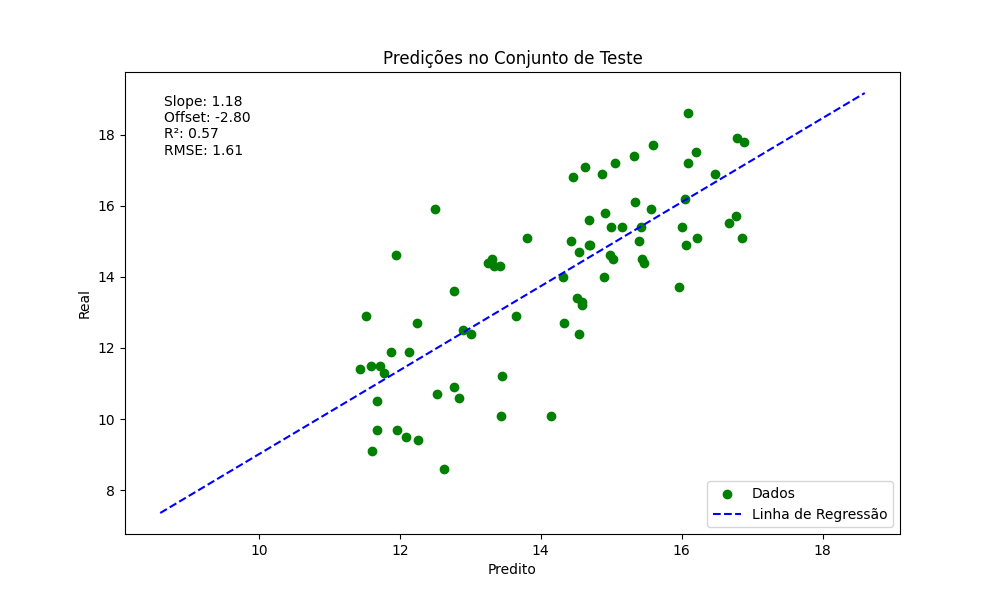 Predições no Conjunto de Teste
Slope: 1.18
Offset: -2.80
R²: 0.57
RMSE: 1.61
Real
18
16
14
12
10
8
Dados
Linha de Regressão
10 12 14 16 18
Predito